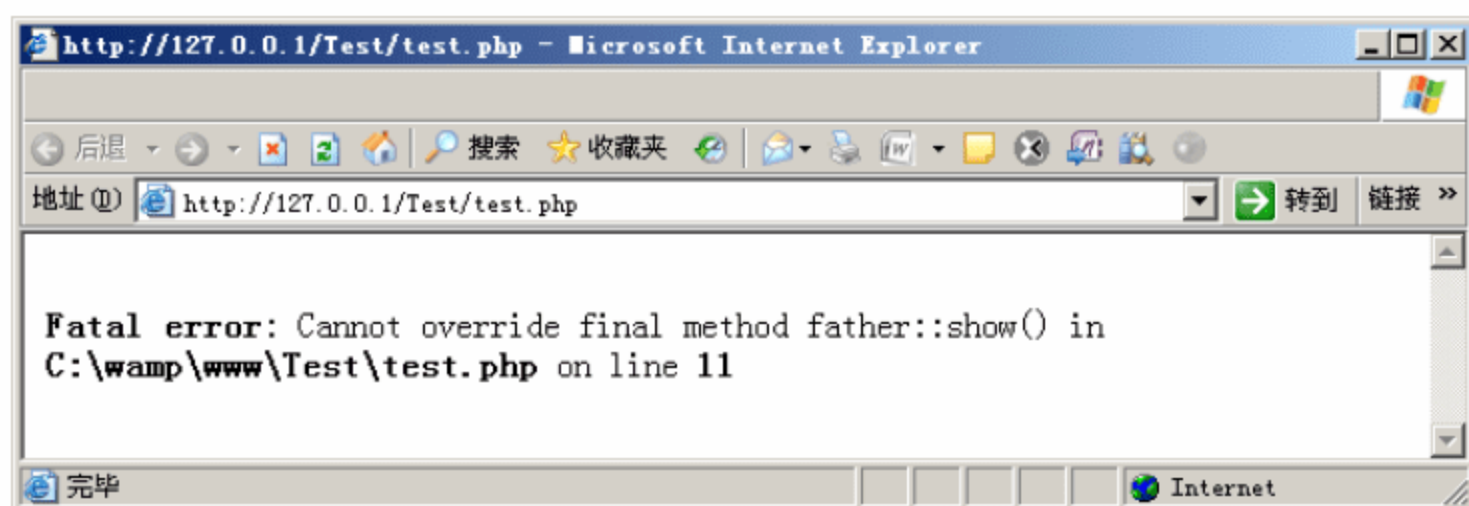 http://127.0.0.1/Test/test.php - Microsoft Internet Explorer
后退 搜索 收藏夹
地址(D) http://127.0.0.1/Test/test.php 转到 链接 »
Fatal error: Cannot override final method father::show() in
C:\wamp\www\Test\test.php on line 11
完毕 Internet